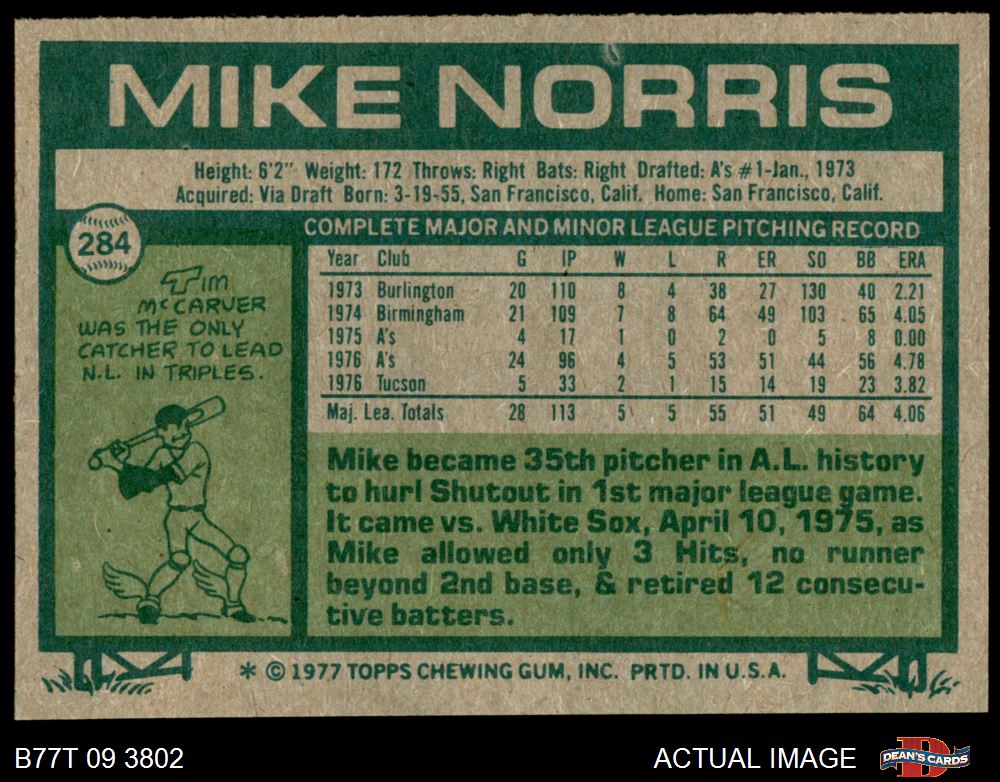 MIKE NORRIS
Height: 6'2" Weight: 172 Throws: Right Bats: Right Drafted: A's #1-Jan., 1973
Acquired: Via Draft Born: 3-19-55, San Francisco, Calif. Home: San Francisco, Calif.
284
TIM
McCARVER
WAS THE ONLY
CATCHER TO LEAD
N.L. IN TRIPLES.
COMPLETE MAJOR AND MINOR LEAGUE PITCHING RECORD
Year Club G IP W L R ER SO BB ERA
1973 Burlington 20 110 8 4 38 27 130 40 2.21
1974 Birmingham 21 109 7 8 64 49 103 65 4.05
1975 A's 4 17 1 0 2 0 5 8 0.00
1976 A's 24 96 4 5 53 51 44 56 4.78
1976 Tucson 5 33 2 1 15 14 19 23 3.82
Maj. Lea. Totals 28 113 5 5 55 51 49 64 4.06
Mike became 35th pitcher in A.L. history
to hurl Shutout in 1st major league game.
It came vs. White Sox, April 10, 1975, as
Mike allowed only 3 Hits, no runner
beyond 2nd base, & retired 12 consecu-
tive batters.
* © 1977 TOPPS CHEWING GUM, INC. PRTD. IN U.S.A.
B77T 09 3802
ACTUAL IMAGE
DEAN'S CARDS